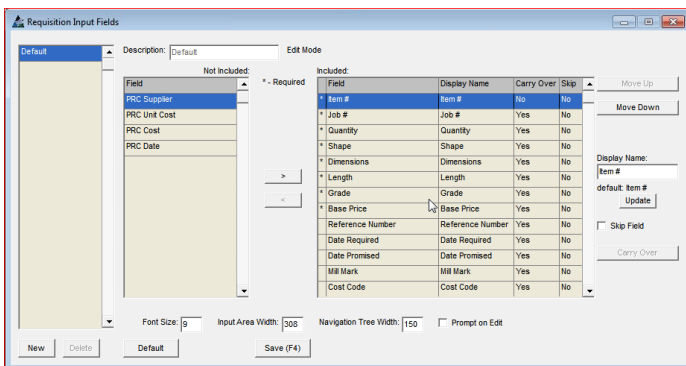 Requisition Input Fields
Default
Description: Default Edit Mode
Not Included: * - Required Included:
Field
PRC Supplier
PRC Unit Cost
PRC Cost
PRC Date
>
<
Field Display Name Carry Over Skip
* Item # Item # No No
* Job # Job # Yes No
* Quantity Quantity Yes No
* Shape Shape Yes No
* Dimensions Dimensions Yes No
* Length Length Yes No
* Grade Grade Yes No
* Base Price Base Price Yes No
Reference Number Reference Number Yes No
Date Required Date Required Yes No
Date Promised Date Promised Yes No
Mill Mark Mill Mark Yes No
Cost Code Cost Code Yes No
Move Up
Move Down
Display Name:
Item #
default: Item #
Update
Skip Field
Carry Over
Font Size: 9 Input Area Width: 308 Navigation Tree Width: 150 Prompt on Edit
New Delete Default Save (F4)